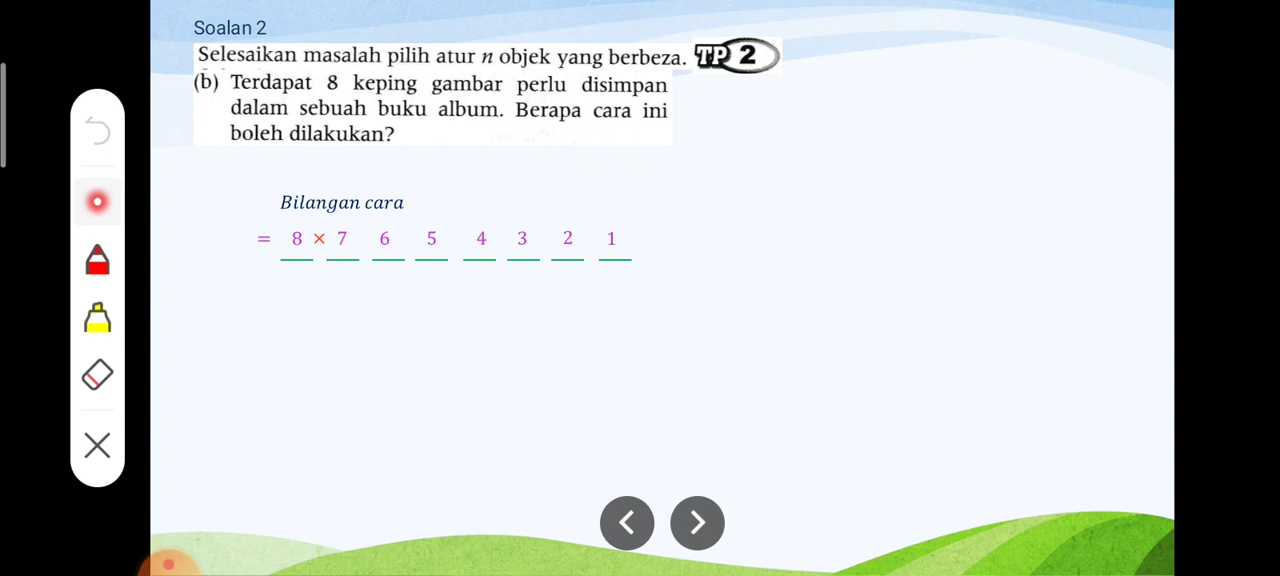 Soalan 2
Selesaikan masalah pilih atur n objek yang berbeza. TP 2
(b) Terdapat 8 keping gambar perlu disimpan
dalam sebuah buku album. Berapa cara ini
boleh dilakukan?
Bilangan cara
= 8 × 7 6 5 4 3 2 1